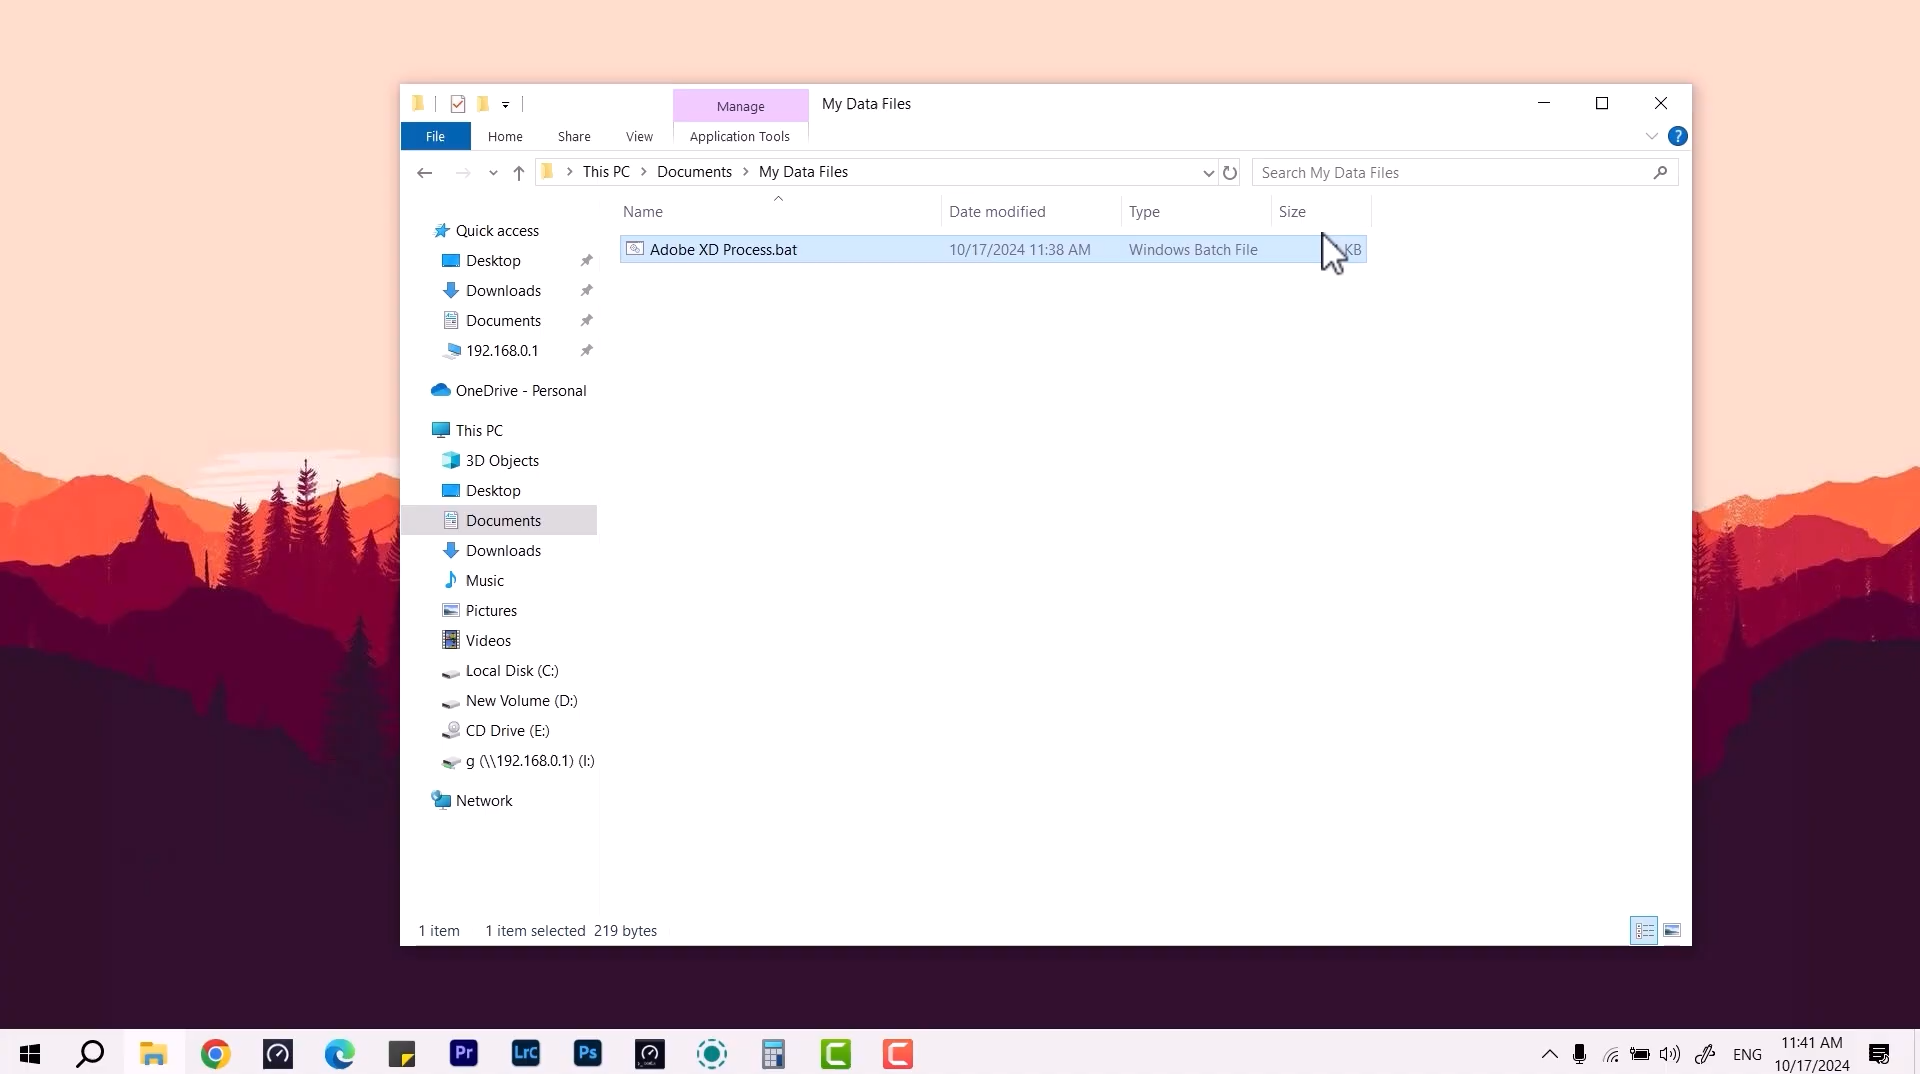 Manage
My Data Files
File
Home
Share
View
Application Tools
This PC
Documents
My Data Files
Search My Data Files
Name
Date modified
Type
Size
Adobe XD Process.bat
10/17/2024 11:38 AM
Windows Batch File
KB
Quick access
Desktop
Downloads
Documents
192.168.0.1
OneDrive - Personal
This PC
3D Objects
Desktop
Documents
Downloads
Music
Pictures
Videos
Local Disk (C:)
New Volume (D:)
CD Drive (E:)
g (\\192.168.0.1) (I:)
Network
1 item
1 item selected 219 bytes
Pr
LrC
Ps
ENG
11:41 AM
10/17/2024